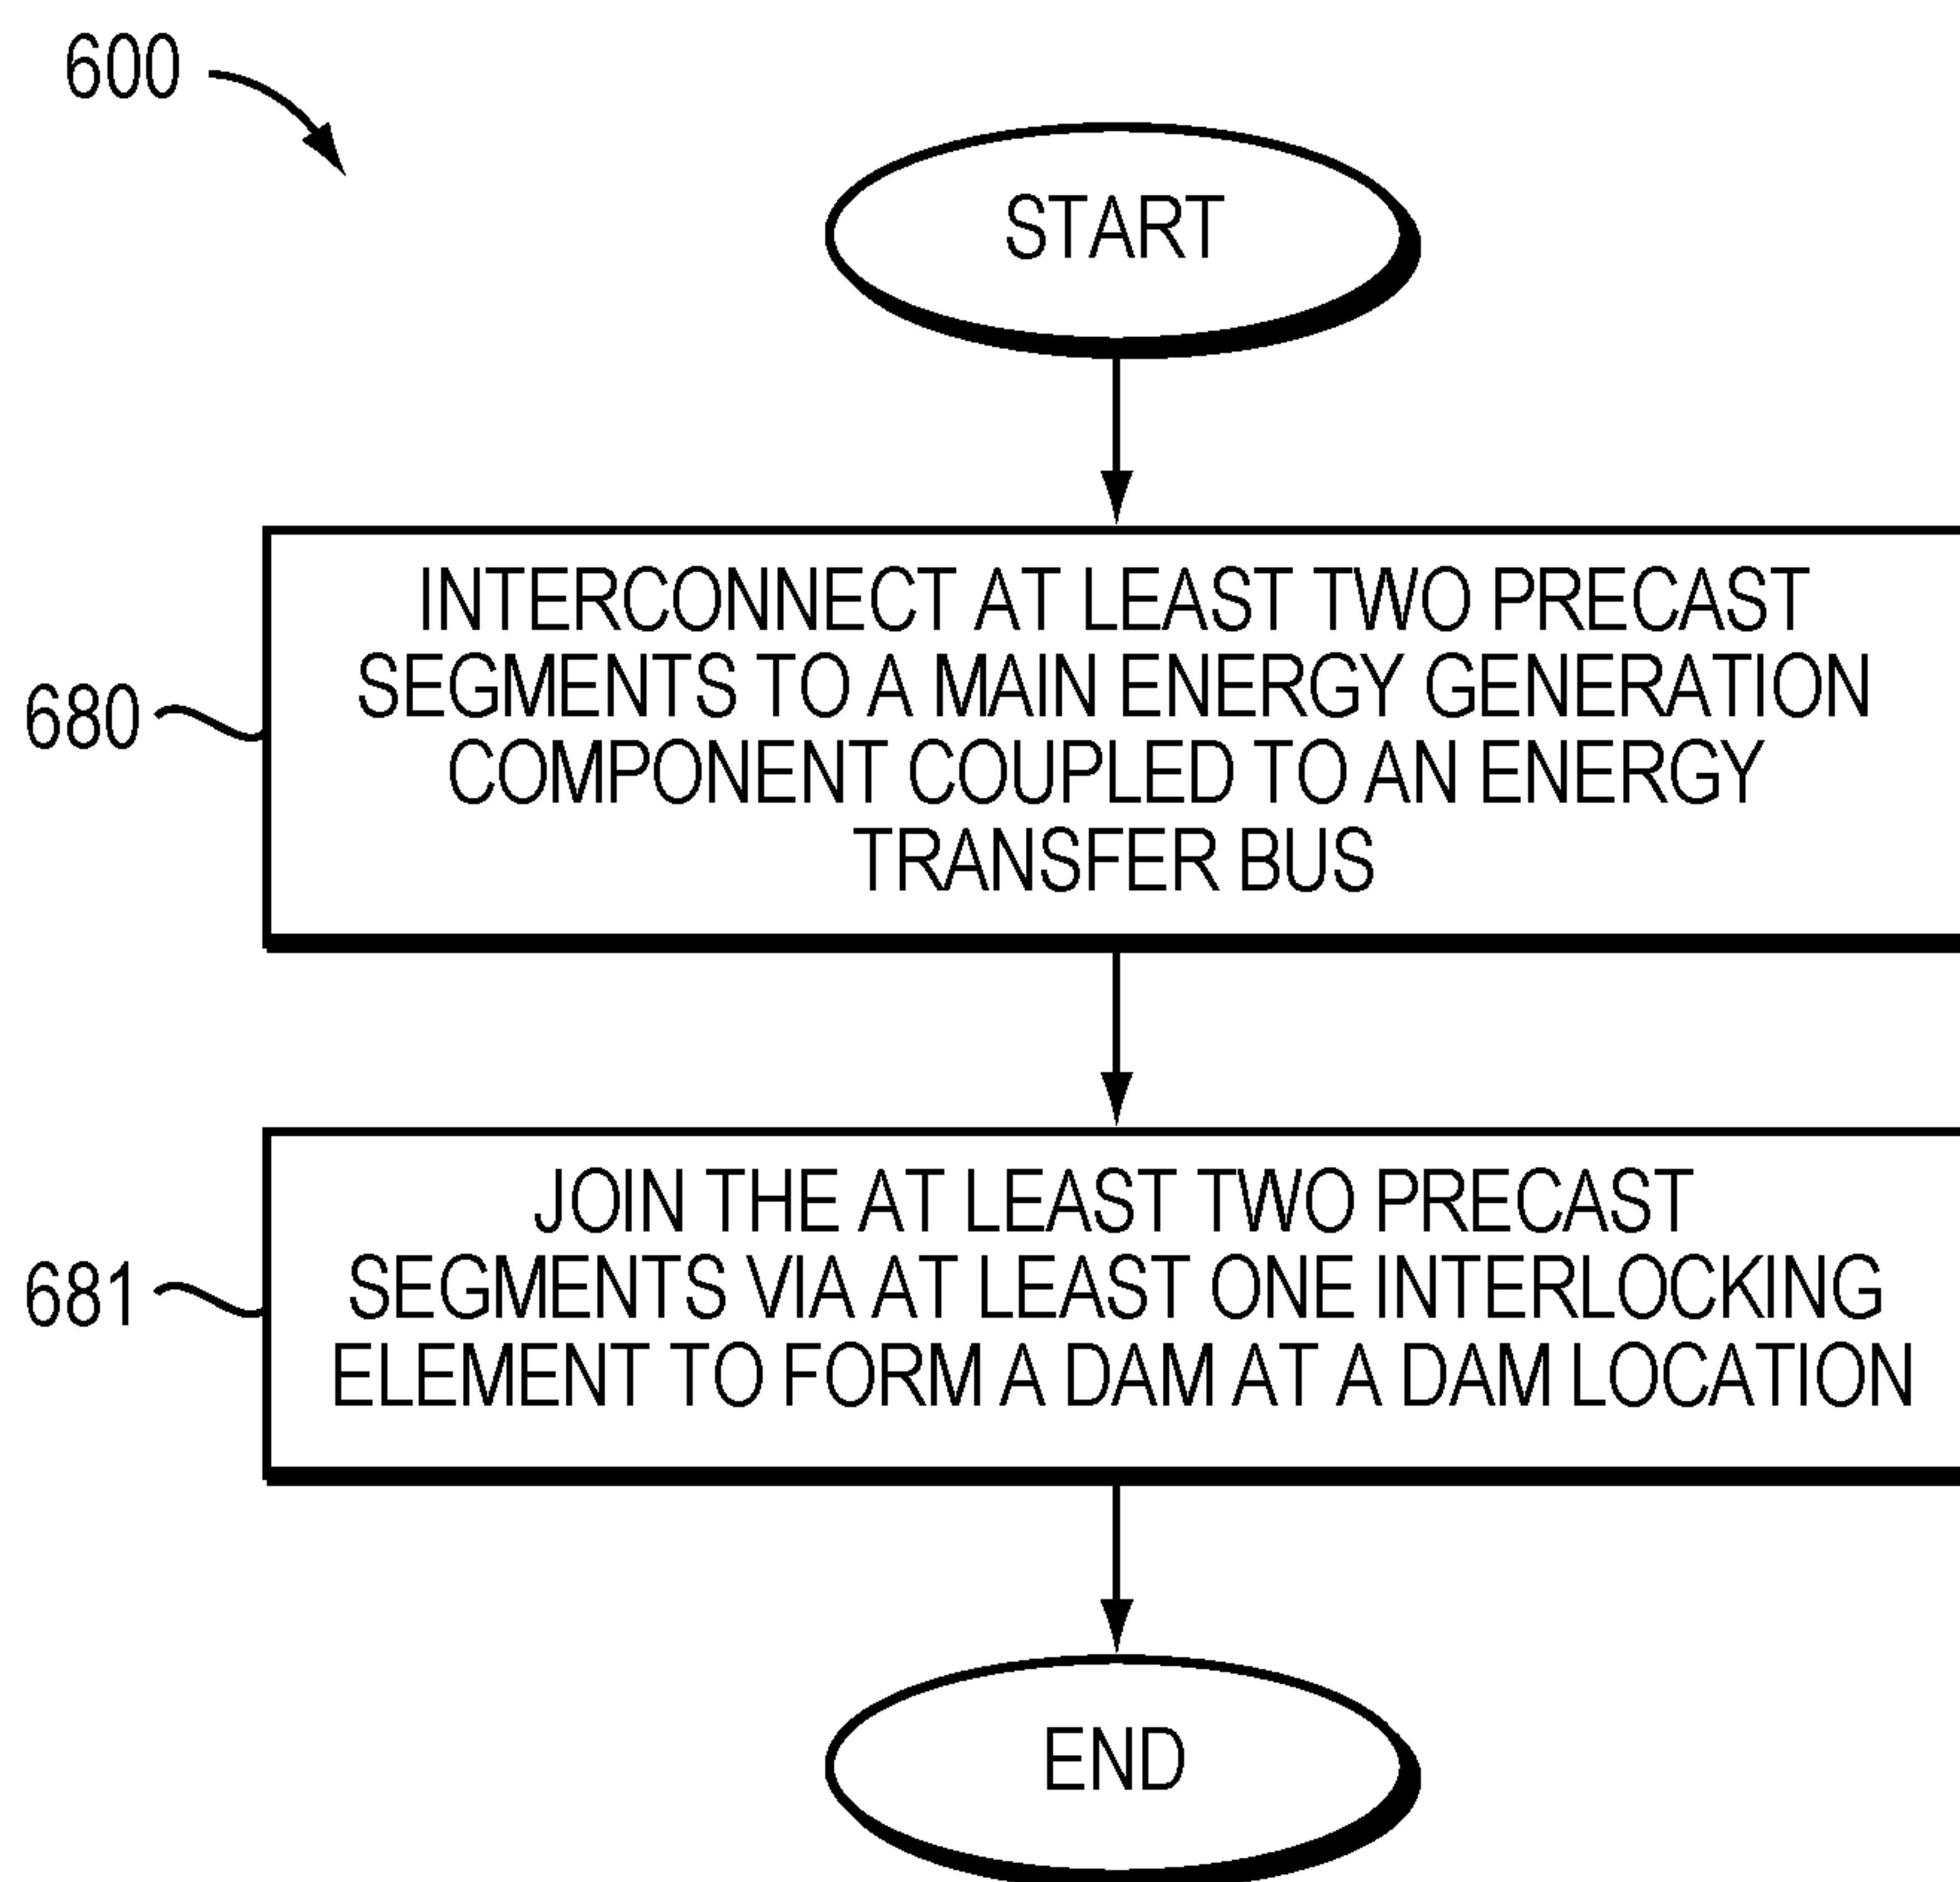 600
START
INTERCONNECT AT LEAST TWO PRECAST
SEGMENTS TO A MAIN ENERGY GENERATION
COMPONENT COUPLED TO AN ENERGY
TRANSFER BUS
680
JOIN THE AT LEAST TWO PRECAST
SEGMENTS VIA AT LEAST ONE INTERLOCKING
ELEMENT TO FORM A DAM AT A DAM LOCATION
681
END